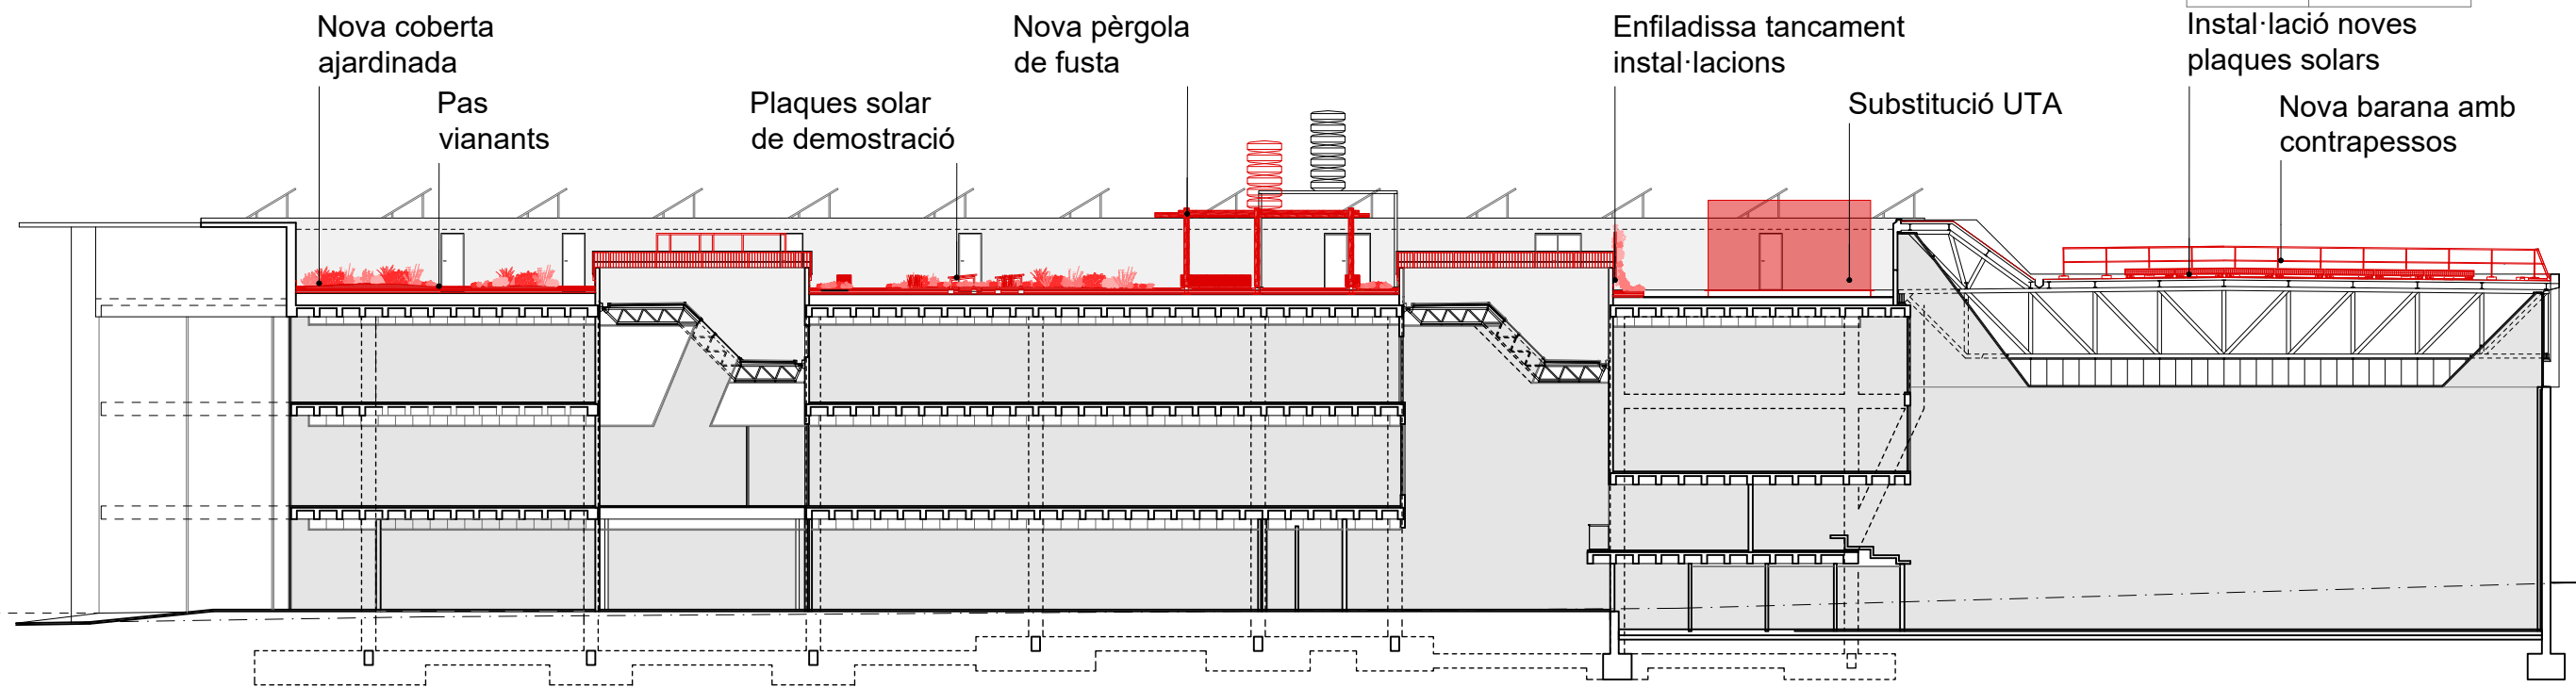 Nova coberta
ajardinada
Pas
vianants
Plaques solar
de demostració
Nova pèrgola
de fusta
Enfiladissa tancament
instal·lacions
Substitució UTA
Instal·lació noves
plaques solars
Nova barana amb
contrapessos